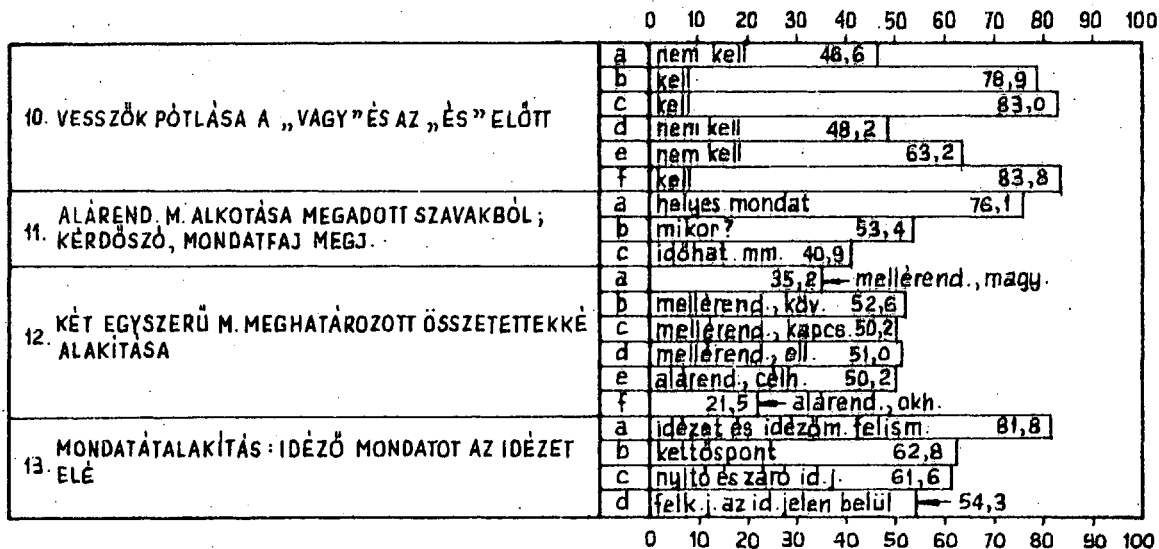 0 10 20 30 40 50 60 70 80 90 100
10. VESSZŐK PÓTLÁSA A „VAGY” ÉS AZ „ÉS” ELŐTT
a nem kell 46,6
b kell 78,9
c kell 83,0
d nem kell 48,2
e nem kell 63,2
f kell 83,8
11. ALÁREND. M. ALKOTÁSA MEGADOTT SZAVAKBÓL;
KÉRDŐSZÓ, MONDATFAJ MEGJ.
a helyes mondat 76,1
b mikor? 53,4
c időhat. mm. 40,9
12. KÉT EGYSZERŰ M. MEGHATÁROZOTT ÖSSZETETTEKKÉ
ALAKÍTÁSA
a 35,2 mellérend., magy.
b mellérend., köv. 52,6
c mellérend., kapcs. 50,2
d mellérend., ell. 51,0
e alárend., célh. 50,2
f 21,5 alárend., okh.
13. MONDATÁTALAKÍTÁS: IDÉZŐ MONDATOT AZ IDÉZET
ELÉ
a idézet és idézőm. felism. 81,8
b kettőspont 62,8
c nyitó és záró id. j. 61,6
d felk. j. az id. jelen belül 54,3
0 10 20 30 40 50 60 70 80 90 100